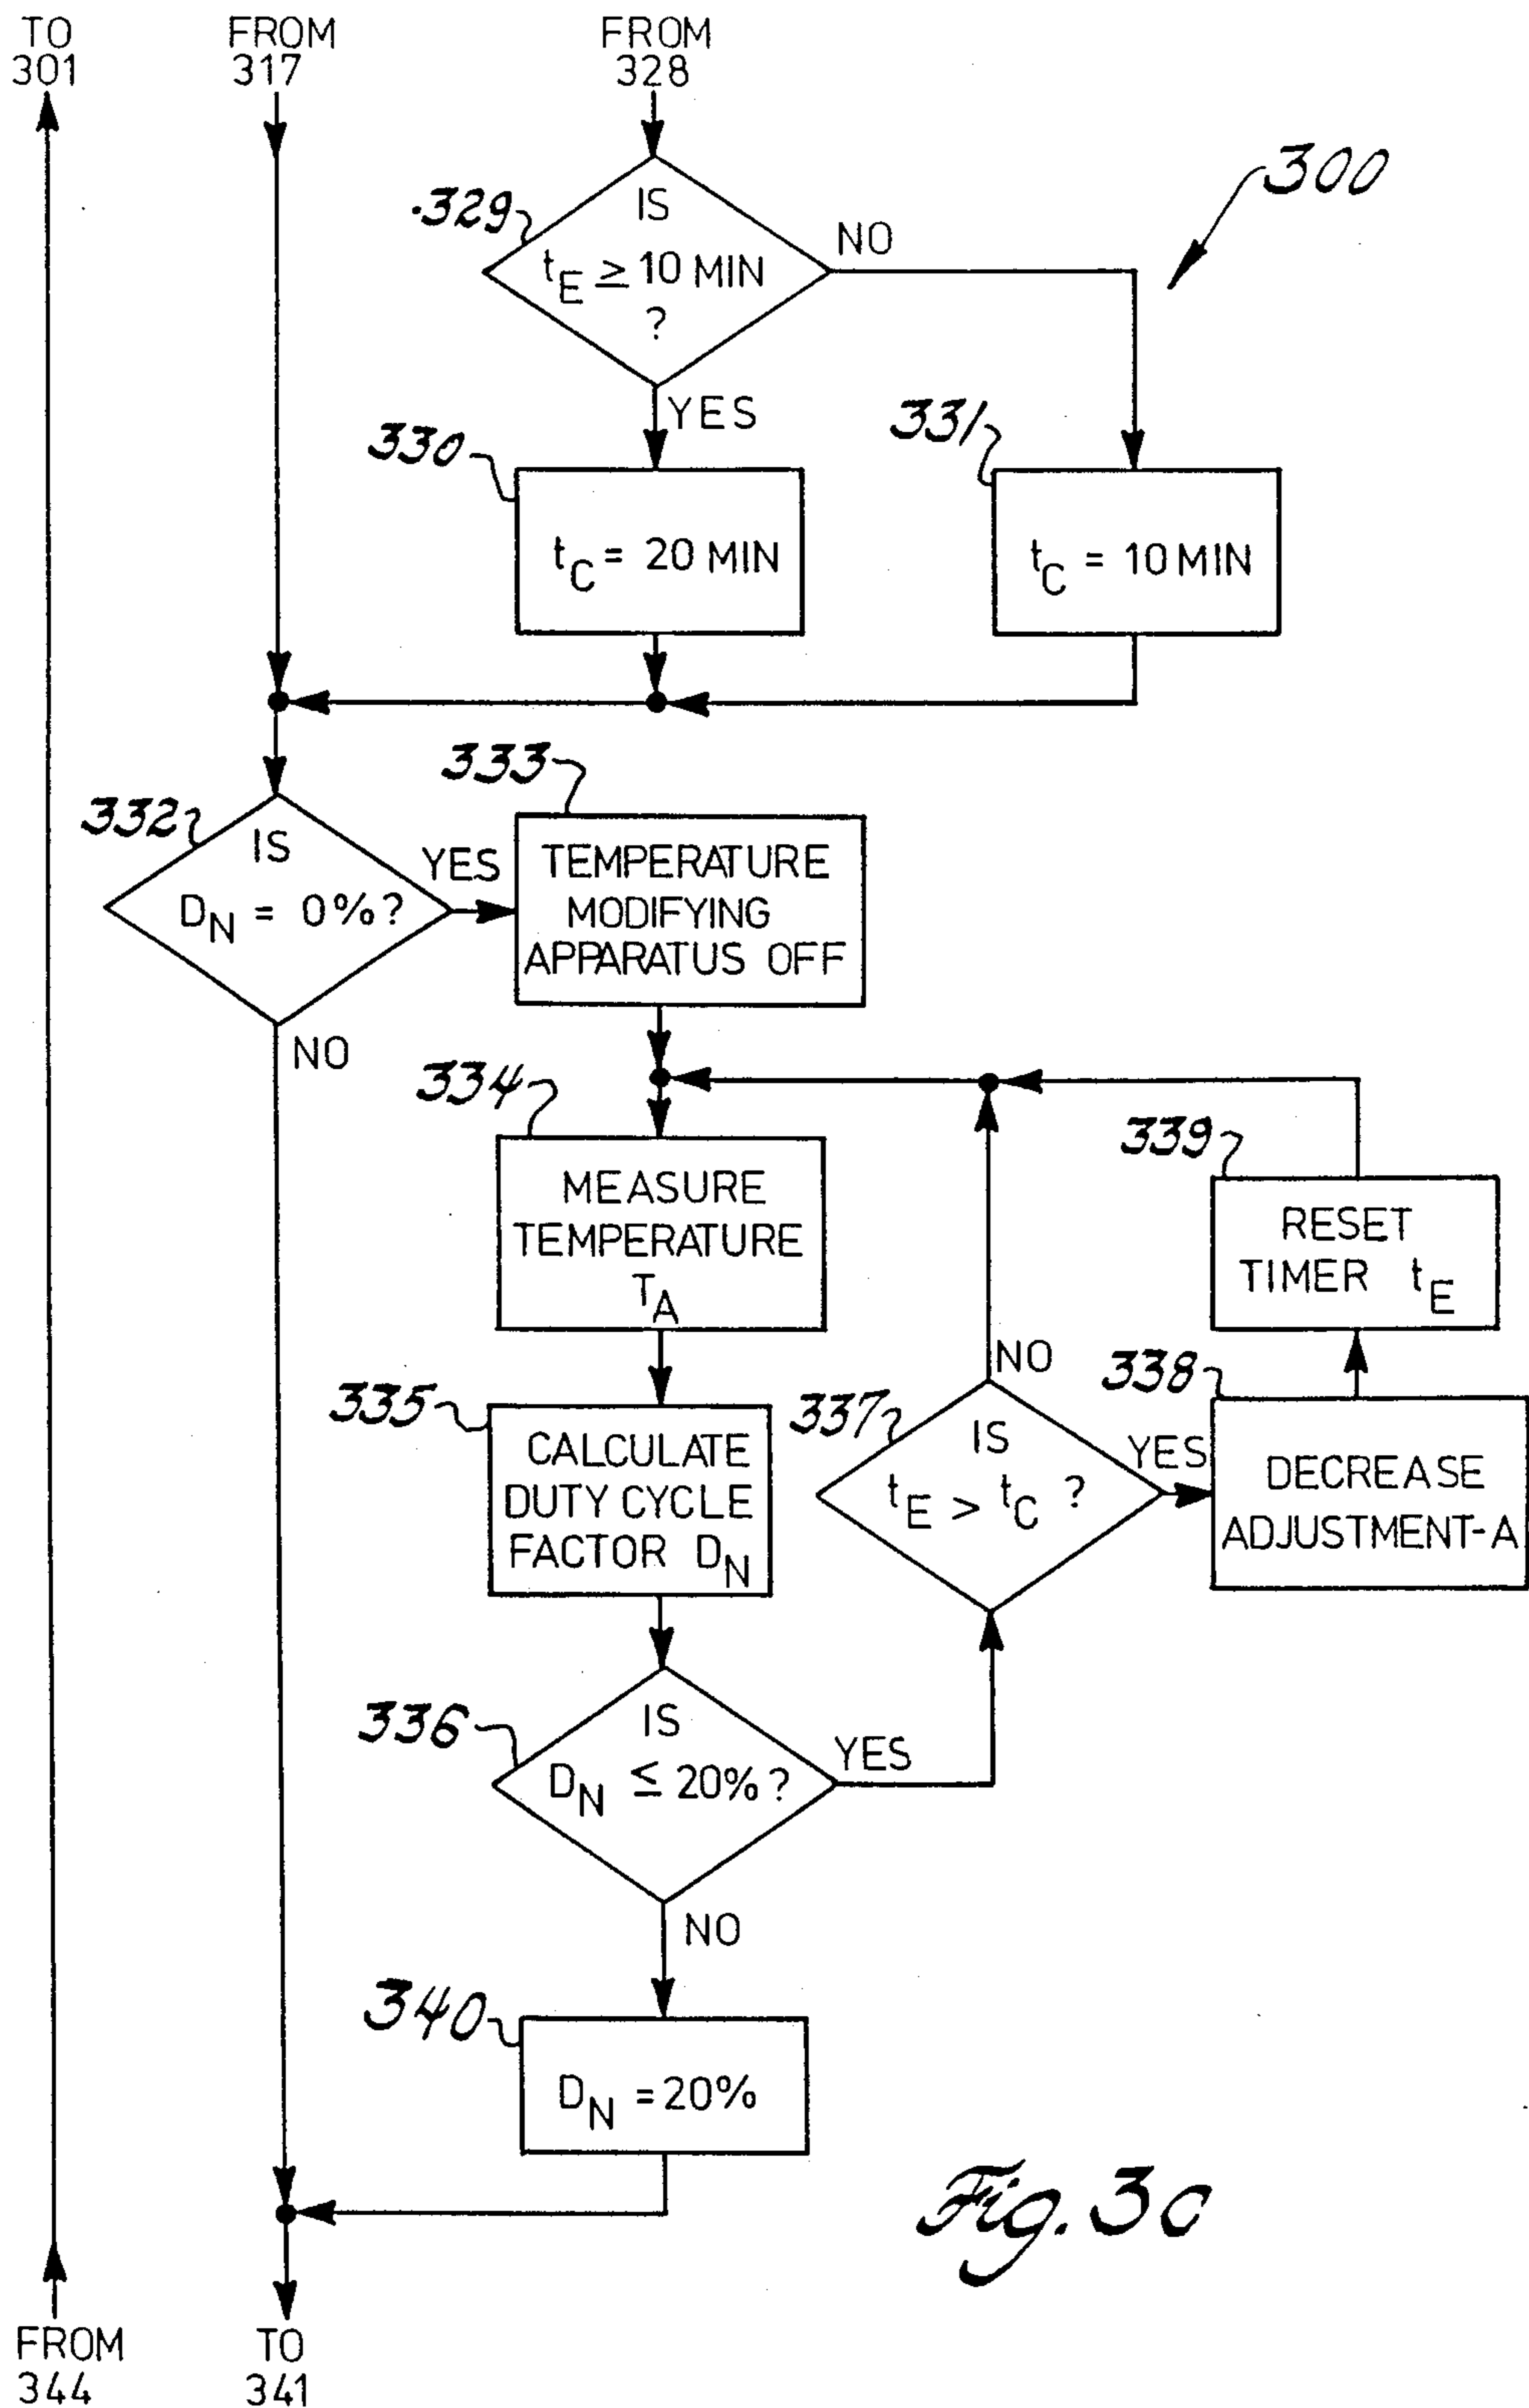 TO
301
FROM
317
FROM
328
300
329
IS
tE ≥ 10 MIN
?
NO
YES
330
331
tC = 20 MIN
tC = 10 MIN
332
IS
DN = 0%?
YES
NO
333
TEMPERATURE
MODIFYING
APPARATUS OFF
334
MEASURE
TEMPERATURE
TA
339
RESET
TIMER tE
335
CALCULATE
DUTY CYCLE
FACTOR DN
337
IS
tE > tC ?
NO
YES
338
DECREASE
ADJUSTMENT-A
336
IS
DN ≤ 20%?
YES
NO
340
DN = 20%
Fig. 3c
FROM
344
TO
341